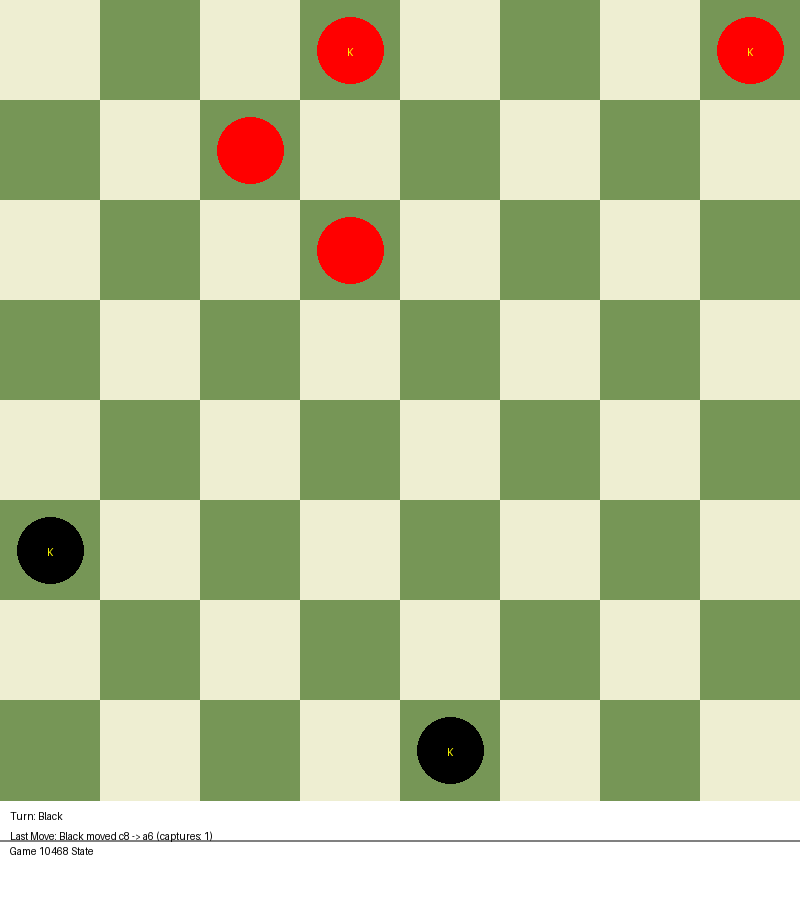 K K
K
K
Turn: Black
Last Move: Black moved c8 -> a6 (captures: 1)
Game 10468 State